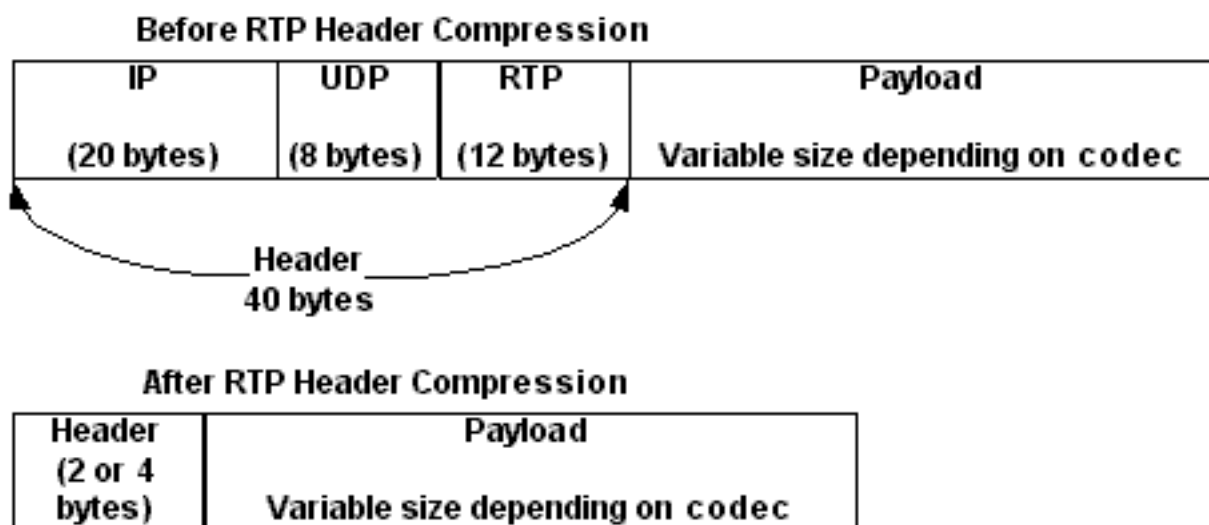 Before RTP Header Compression
IP UDP RTP Payload
(20 bytes) (8 bytes) (12 bytes) Variable size depending on codec
Header
40 bytes
After RTP Header Compression
Header Payload
(2 or 4
bytes) Variable size depending on codec